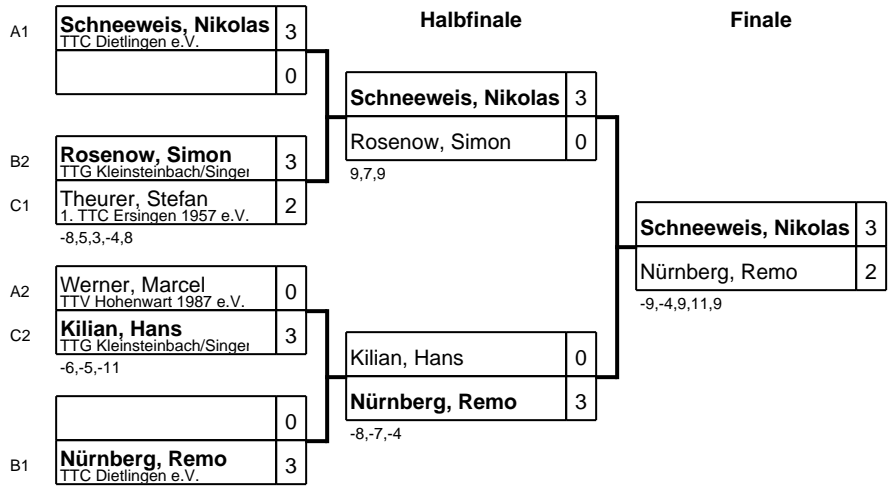 Halbfinale
Finale
A1
Schneeweis, Nikolas 3
TTC Dietlingen e.V.
0
B2
Rosenow, Simon 3
TTG Kleinsteinbach/Singer
C1
Theurer, Stefan 2
1. TTC Ersingen 1957 e.V.
-8,5,3,-4,8
A2
Werner, Marcel 0
TTV Hohenwart 1987 e.V.
C2
Kilian, Hans 3
TTG Kleinsteinbach/Singer
-6,-5,-11
0
B1
Nürnberg, Remo 3
TTC Dietlingen e.V.
Schneeweis, Nikolas 3
Rosenow, Simon 0
9,7,9
Kilian, Hans 0
Nürnberg, Remo 3
-8,-7,-4
Schneeweis, Nikolas 3
Nürnberg, Remo 2
-9,-4,9,11,9